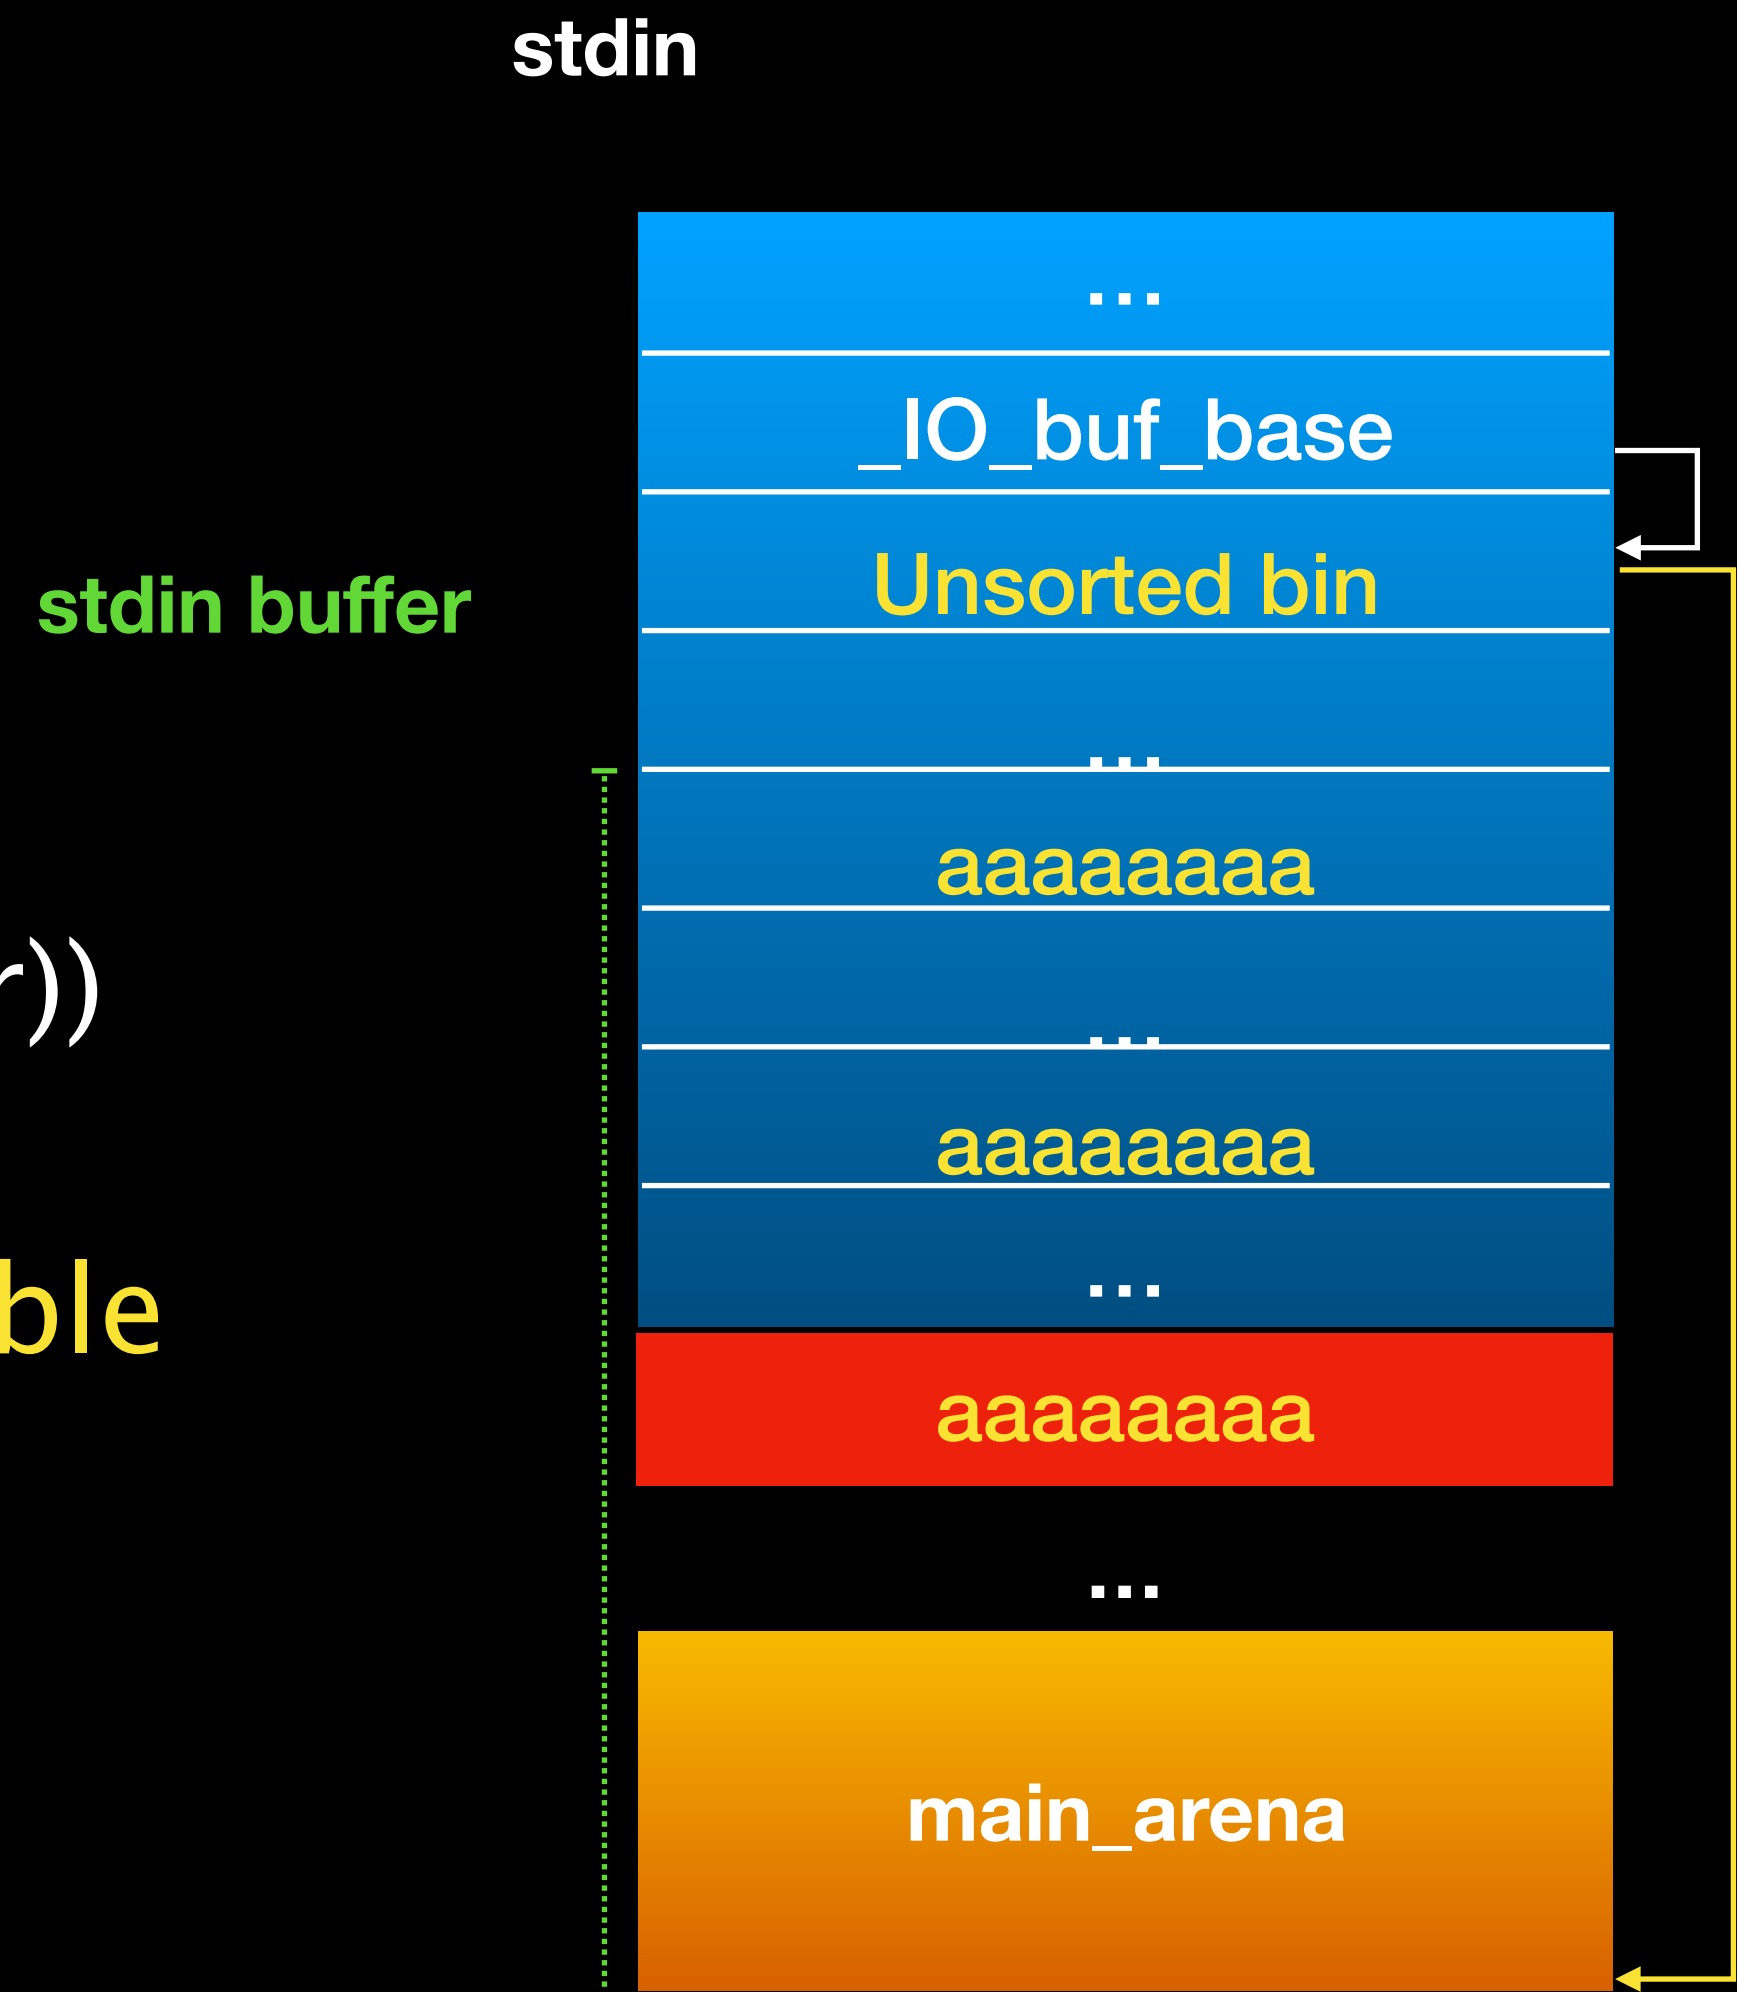 stdin
...
_IO_buf_base
Unsorted bin
stdin buffer
...
aaaaaaaa
r))
...
aaaaaaaa
ble
...
aaaaaaaa
...
main_arena